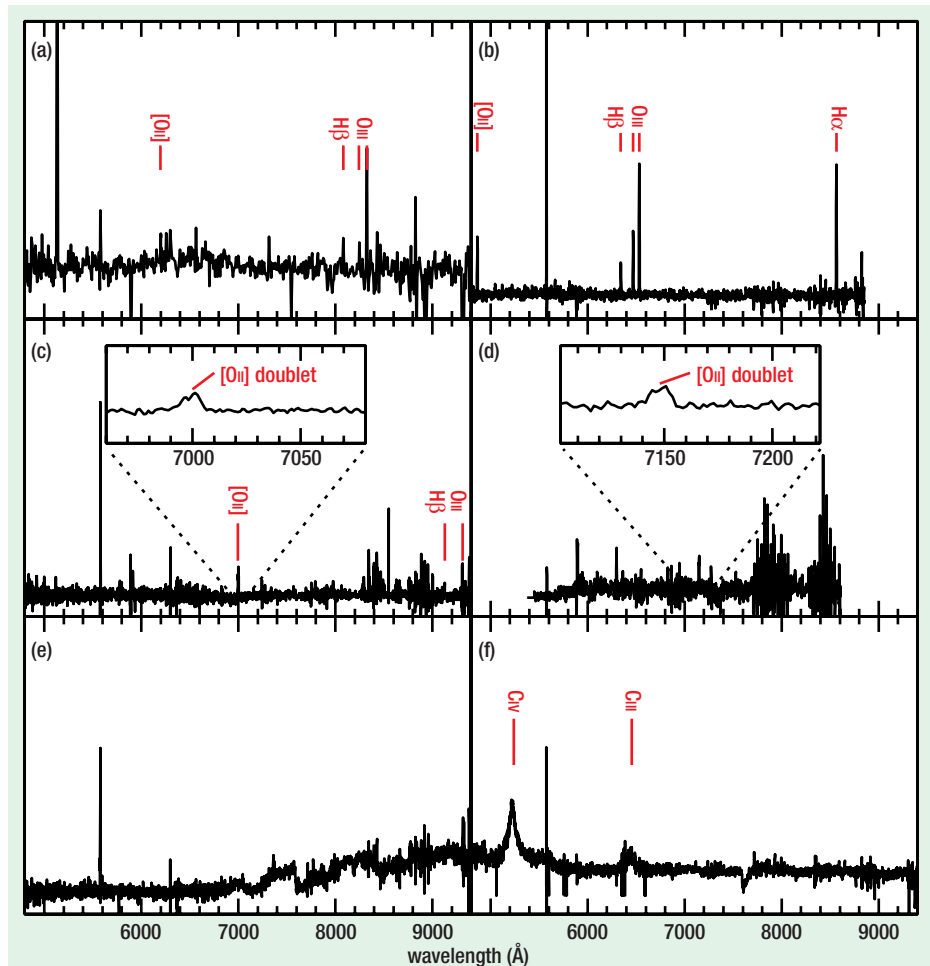 (a)
[OII]
Hβ
OIII
(b)
[OII]
Hβ
OIII
Hα
(c)
[OII] doublet
7000 7050
[OII]
Hβ
OIII
(d)
[OII] doublet
7150 7200
(e)
(f)
CIV
CIII
6000 7000 8000 9000 6000 7000 8000 9000
wavelength (Å)